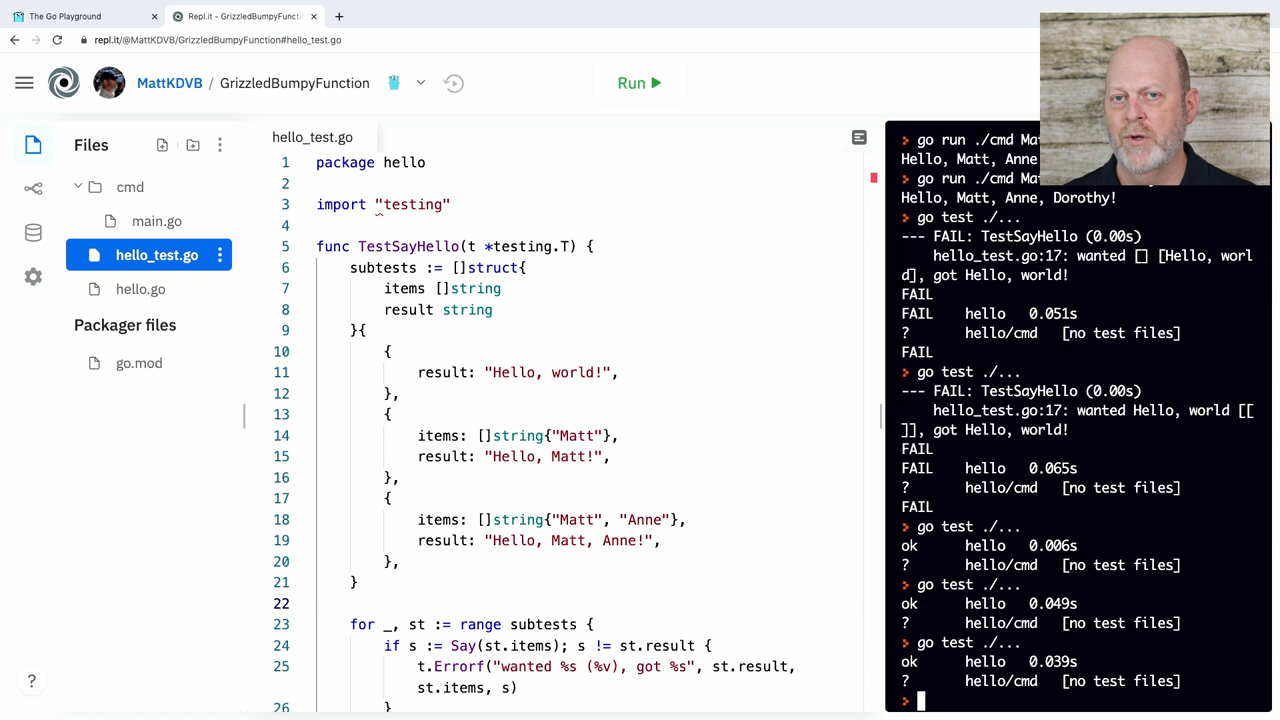 The Go Playground
Repl.it - GrizzledBumpyFuncti
repl.it/@MattKDVB/GrizzledBumpyFunction#hello_test.go
MattKDVB / GrizzledBumpyFunction
Run
Files
cmd
main.go
hello_test.go
hello.go
Packager files
go.mod
?
hello_test.go
1 package hello
2
3 import "testing"
4
5 func TestSayHello(t *testing.T) {
6 subtests := []struct{
7 items []string
8 result string
9 }{
10 {
11 result: "Hello, world!",
12 },
13 {
14 items: []string{"Matt"},
15 result: "Hello, Matt!",
16 },
17 {
18 items: []string{"Matt", "Anne"},
19 result: "Hello, Matt, Anne!",
20 },
21 }
22
23 for _, st := range subtests {
24 if s := Say(st.items); s != st.result {
25 t.Errorf("wanted %s (%v), got %s", st.result,
st.items, s)
26 }
go run ./cmd Ma
Hello, Matt, Anne
go run ./cmd Ma
Hello, Matt, Anne, Dorothy!
go test ./...
--- FAIL: TestSayHello (0.00s)
hello_test.go:17: wanted [] [Hello, worl
d], got Hello, world!
FAIL
FAIL hello 0.051s
? hello/cmd [no test files]
FAIL
go test ./...
--- FAIL: TestSayHello (0.00s)
hello_test.go:17: wanted Hello, world [[
]], got Hello, world!
FAIL
FAIL hello 0.065s
? hello/cmd [no test files]
FAIL
go test ./...
ok hello 0.006s
? hello/cmd [no test files]
go test ./...
ok hello 0.049s
? hello/cmd [no test files]
go test ./...
ok hello 0.039s
? hello/cmd [no test files]